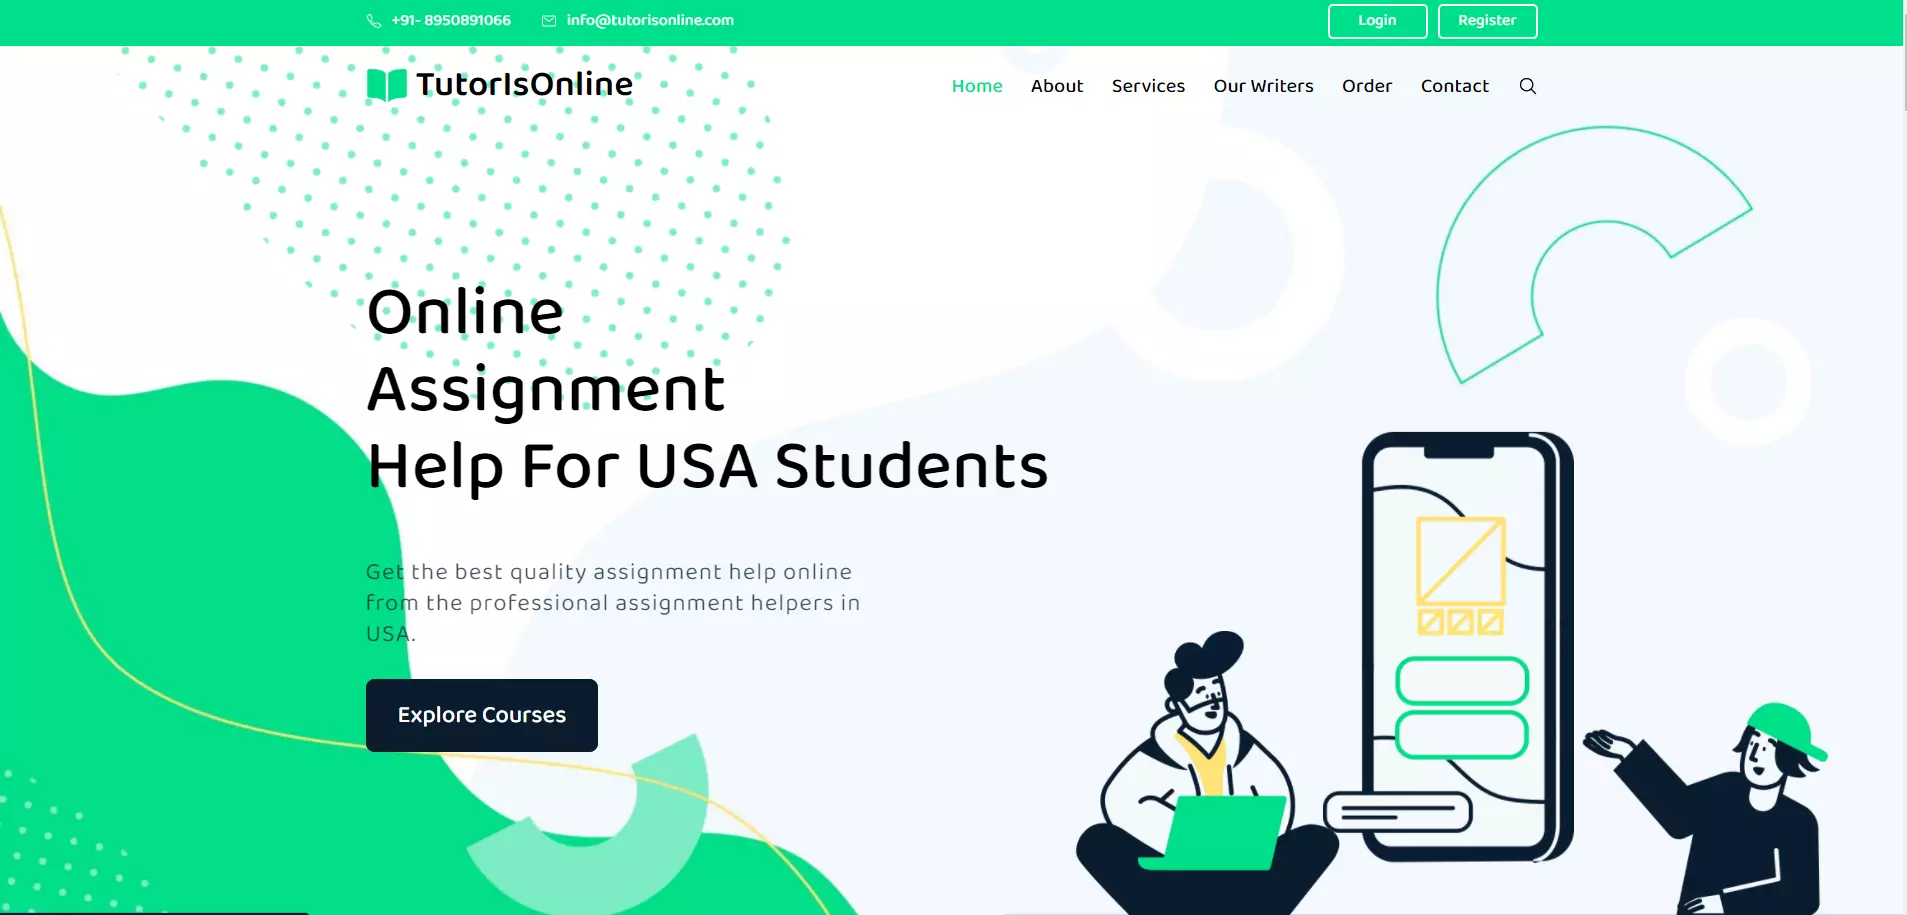 +91- 8950891066 info@tutorisonline.com Login Register
TutorIsOnline Home About Services Our Writers Order Contact
Online
Assignment
Help For USA Students
Get the best quality assignment help online
from the professional assignment helpers in
USA.
Explore Courses